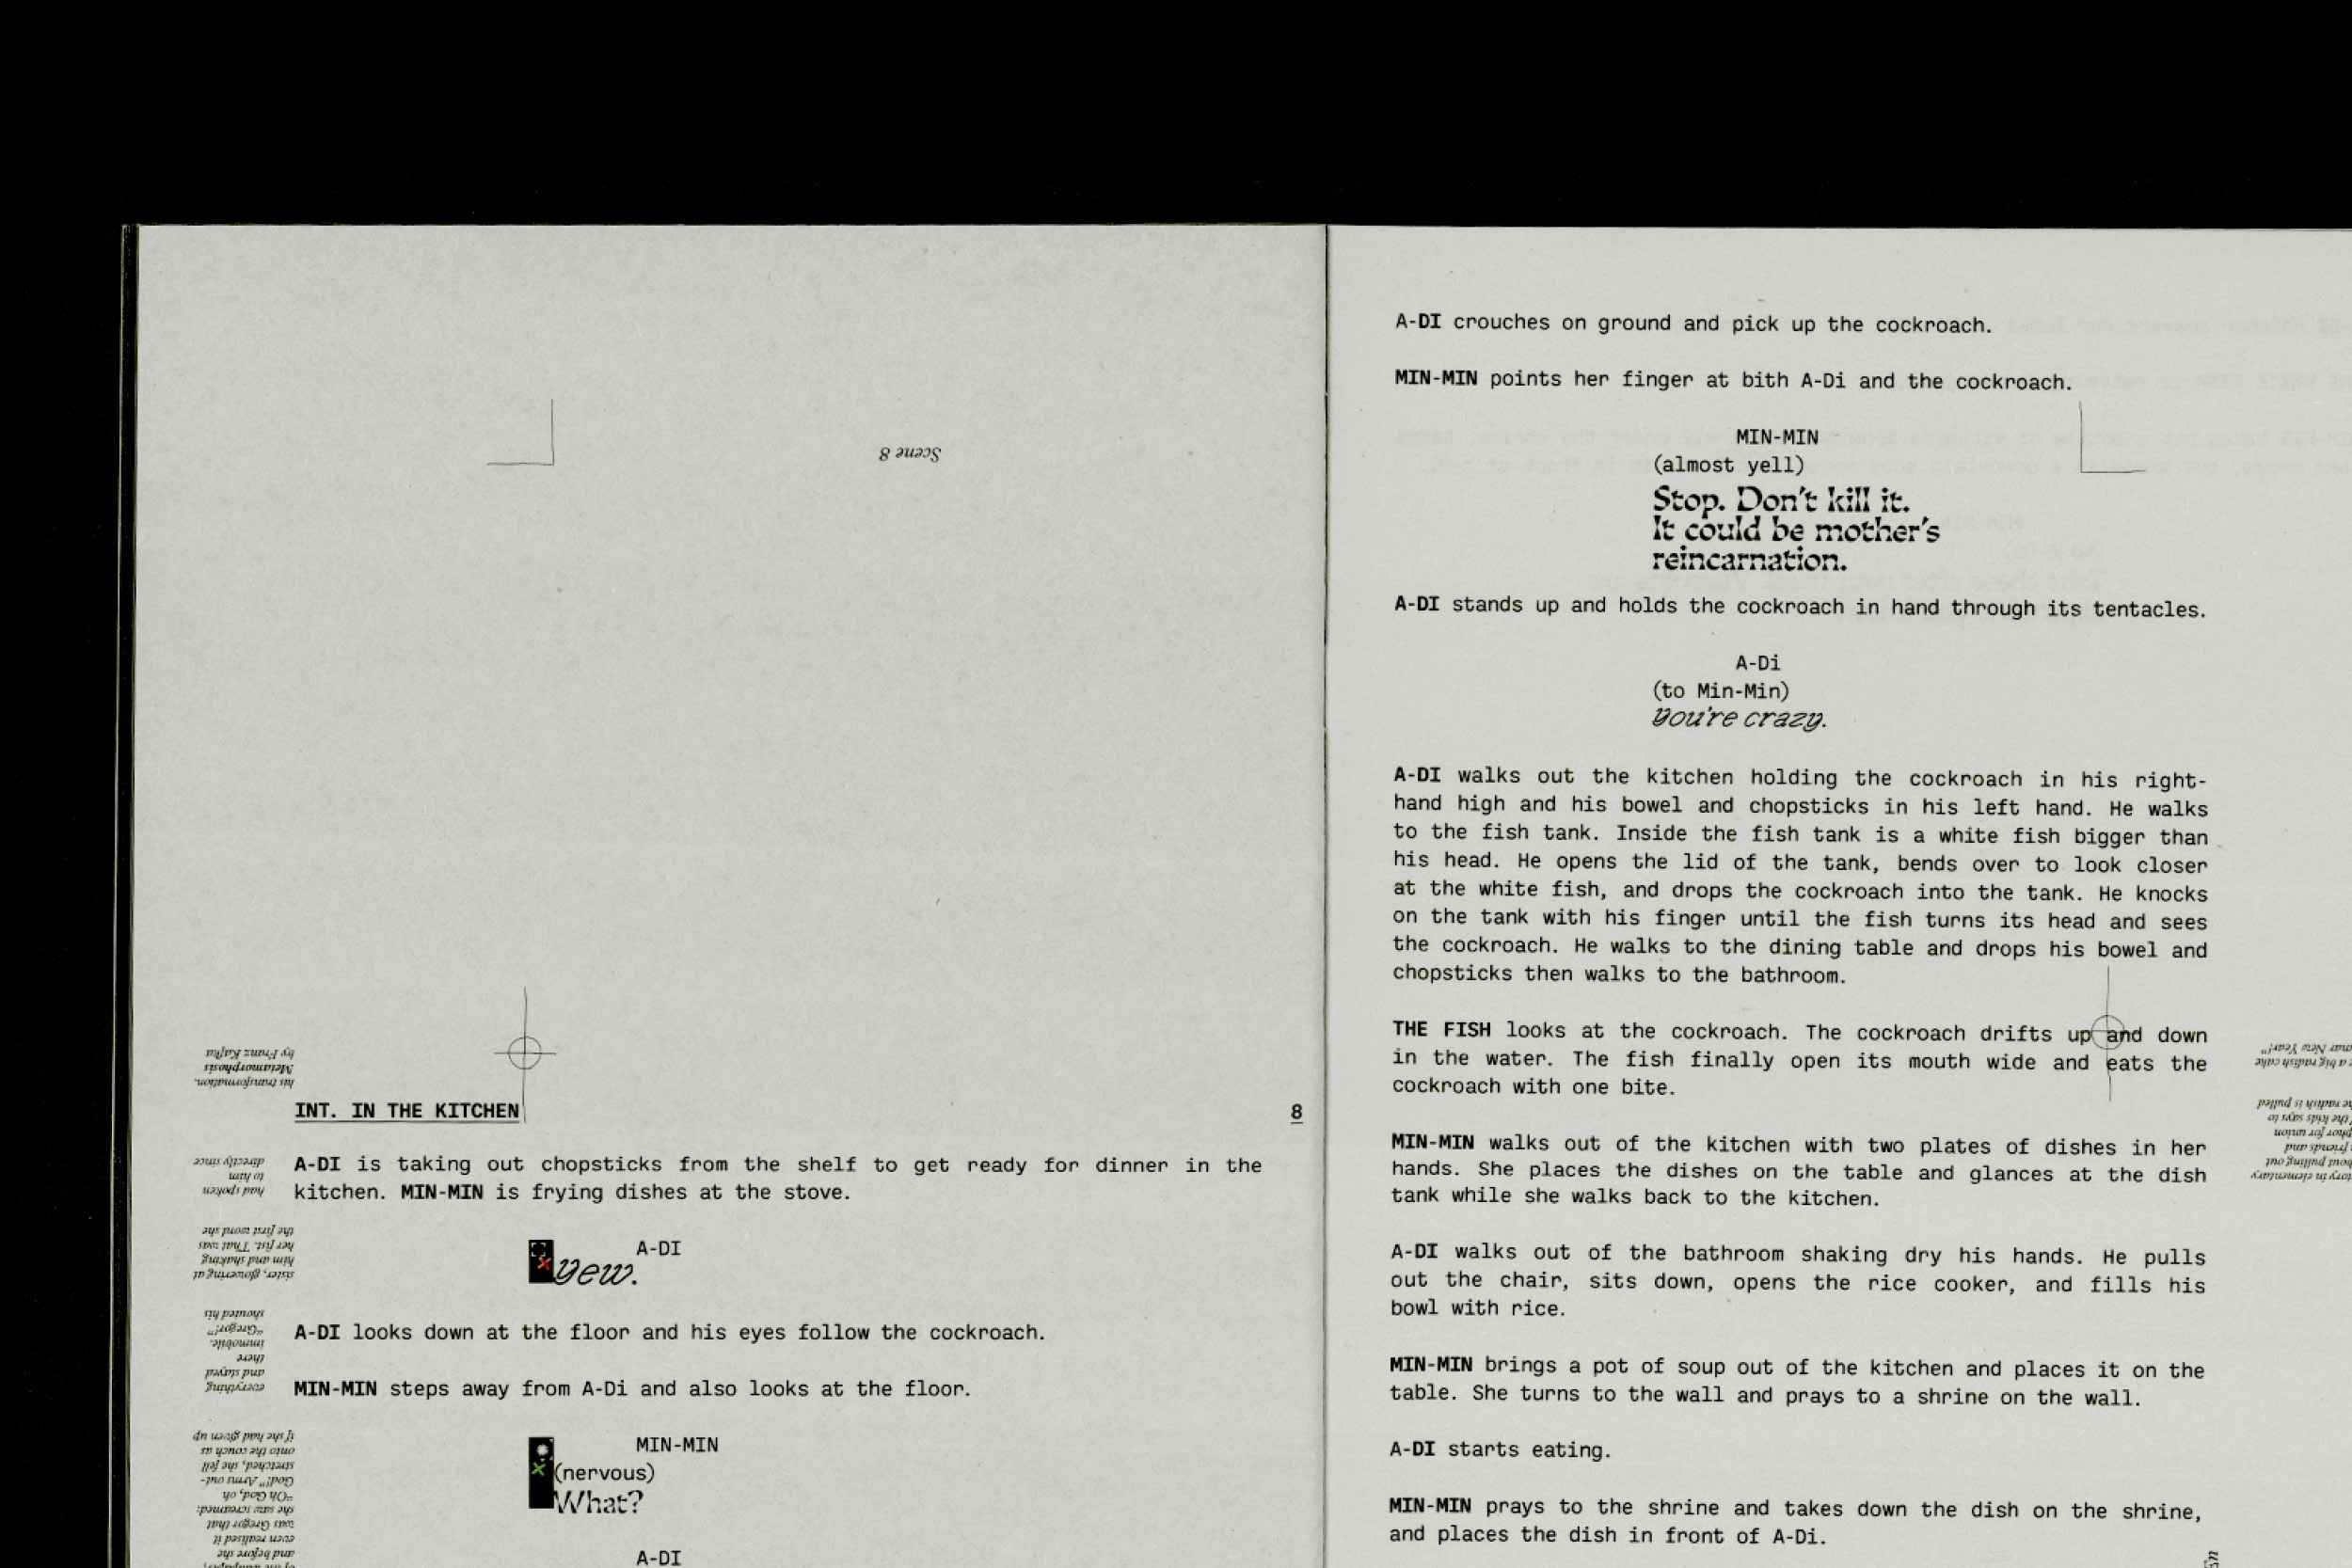 Scene 8
by Franz Kafka
Metamorphosis
his transformation.
INT. IN THE KITCHEN 8
directly since
to him
had spoken
A-DI is taking out chopsticks from the shelf to get ready for dinner in the
kitchen. MIN-MIN is frying dishes at the stove.
the first word she
her fist. That was
him and shaking
sister, glowering at
A-DI
yew.
shouted his
"Gregor!"
immobile.
there
and stayed
everything
A-DI looks down at the floor and his eyes follow the cockroach.
MIN-MIN steps away from A-Di and also looks at the floor.
if she had given up
onto the couch as
stretched, she fell
God!" Arms out-
"Oh God, oh
she saw screamed:
was Gregor that
even realised it
and before she
MIN-MIN
(nervous)
What?
A-DI
A-DI crouches on ground and pick up the cockroach.
MIN-MIN points her finger at bith A-Di and the cockroach.
MIN-MIN
(almost yell)
Stop. Don't kill it.
It could be mother's
reincarnation.
A-DI stands up and holds the cockroach in hand through its tentacles.
A-Di
(to Min-Min)
you're crazy.
A-DI walks out the kitchen holding the cockroach in his right-
hand high and his bowel and chopsticks in his left hand. He walks
to the fish tank. Inside the fish tank is a white fish bigger than
his head. He opens the lid of the tank, bends over to look closer
at the white fish, and drops the cockroach into the tank. He knocks
on the tank with his finger until the fish turns its head and sees
the cockroach. He walks to the dining table and drops his bowel and
chopsticks then walks to the bathroom.
THE FISH looks at the cockroach. The cockroach drifts up and down
in the water. The fish finally open its mouth wide and eats the
cockroach with one bite.
MIN-MIN walks out of the kitchen with two plates of dishes in her
hands. She places the dishes on the table and glances at the dish
tank while she walks back to the kitchen.
A-DI walks out of the bathroom shaking dry his hands. He pulls
out the chair, sits down, opens the rice cooker, and fills his
bowl with rice.
MIN-MIN brings a pot of soup out of the kitchen and places it on the
table. She turns to the wall and prays to a shrine on the wall.
A-DI starts eating.
MIN-MIN prays to the shrine and takes down the dish on the shrine,
and places the dish in front of A-Di.
New Year!"
a big radish cake
radish is pulled
the kids says to
for union
friends and
pulling out
in elementary